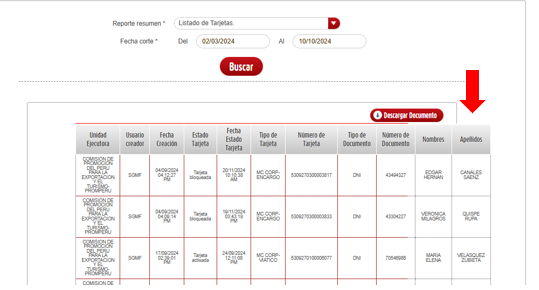 Reporte resumen * Listado de Tarjetas.
Fecha corte * Del 02/03/2024 Al 10/10/2024
Buscar
Descargar Documento
Unidad Ejecutora Usuario creador Fecha Creación Estado Tarjeta Fecha Estado Tarjeta Tipo de Tarjeta Número de Tarjeta Tipo de Documento Número de Documento Nombres Apellidos
COMISION DE PROMOCION DEL PERU PARA LA EXPORTACION Y EL TURISMO-PROMPERU SGMF 04/09/2024 04:12:27 PM Tarjeta bloqueada 20/11/2024 10:10:38 AM MC CORP-ENCARGO 5309270300003817 DNI 43494327 EDGAR HERNAN CANALES SAENZ
COMISION DE PROMOCION DEL PERU PARA LA EXPORTACION Y EL TURISMO-PROMPERU SGMF 04/09/2024 04:09:14 PM Tarjeta bloqueada 19/11/2024 03:43:19 PM MC CORP-ENCARGO 5309270300003833 DNI 43304227 VERONICA MILAGROS QUISPE RUPA
COMISION DE PROMOCION DEL PERU PARA LA EXPORTACION Y EL TURISMO-PROMPERU SGMF 17/09/2024 02:39:01 PM Tarjeta activada 24/09/2024 12:11:08 PM MC CORP-VIATICO 5309270100006077 DNI 70546988 MARIA ELENA VELASQUEZ ZUBIETA
COMISION DE